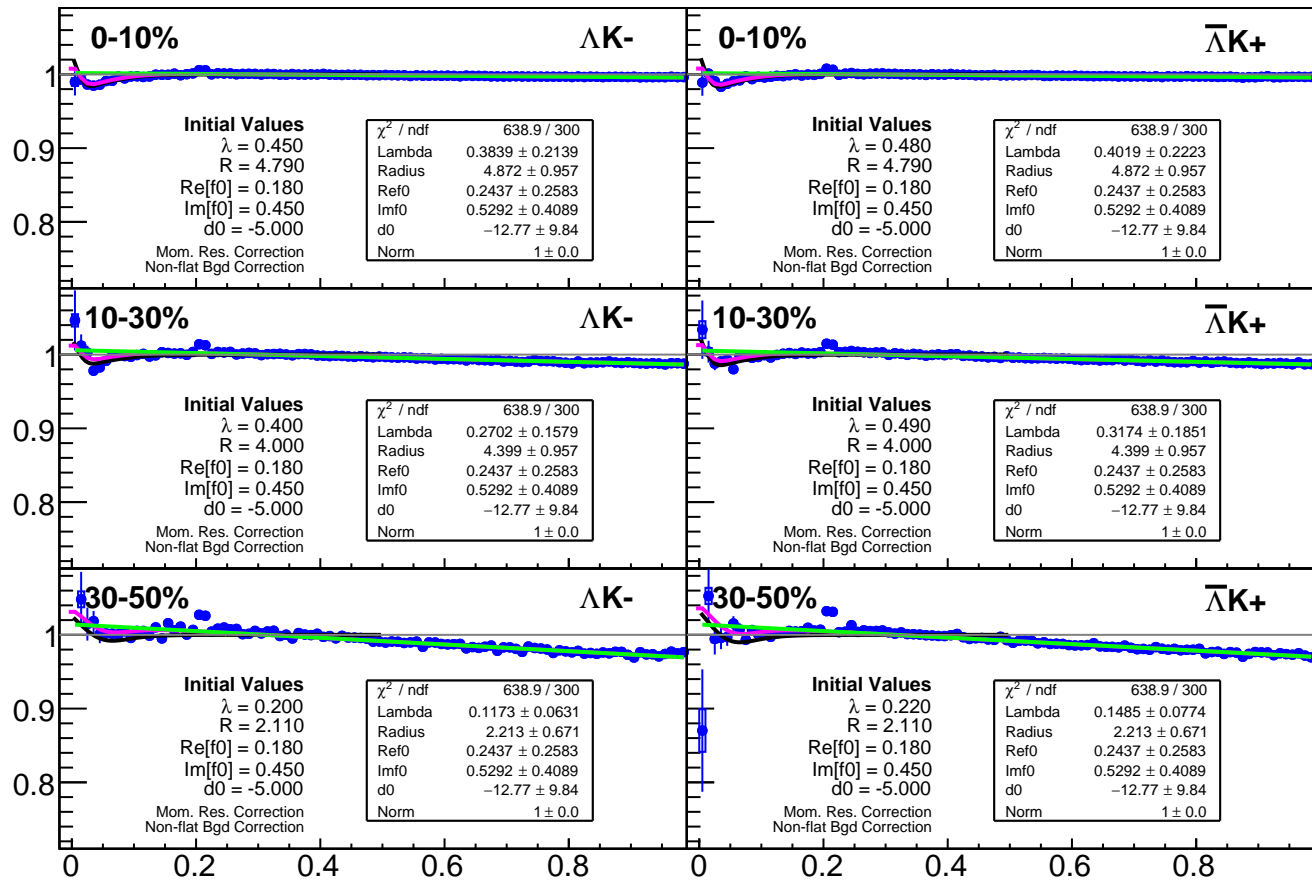 0-10%
ΛK-
1
0.9
0.8
Initial Values
λ = 0.450
R = 4.790
Re[f0] = 0.180
Im[f0] = 0.450
d0 = -5.000
Mom. Res. Correction
Non-flat Bgd Correction
χ² / ndf 638.9 / 300
Lambda 0.3839 ± 0.2139
Radius 4.872 ± 0.957
Ref0 0.2437 ± 0.2583
Imf0 0.5292 ± 0.4089
d0 −12.77 ± 9.84
Norm 1 ± 0.0
0-10%
Λ̅K+
Initial Values
λ = 0.480
R = 4.790
Re[f0] = 0.180
Im[f0] = 0.450
d0 = -5.000
Mom. Res. Correction
Non-flat Bgd Correction
χ² / ndf 638.9 / 300
Lambda 0.4019 ± 0.2223
Radius 4.872 ± 0.957
Ref0 0.2437 ± 0.2583
Imf0 0.5292 ± 0.4089
d0 −12.77 ± 9.84
Norm 1 ± 0.0
10-30%
ΛK-
1
0.9
0.8
Initial Values
λ = 0.400
R = 4.000
Re[f0] = 0.180
Im[f0] = 0.450
d0 = -5.000
Mom. Res. Correction
Non-flat Bgd Correction
χ² / ndf 638.9 / 300
Lambda 0.2702 ± 0.1579
Radius 4.399 ± 0.957
Ref0 0.2437 ± 0.2583
Imf0 0.5292 ± 0.4089
d0 −12.77 ± 9.84
Norm 1 ± 0.0
10-30%
Λ̅K+
Initial Values
λ = 0.490
R = 4.000
Re[f0] = 0.180
Im[f0] = 0.450
d0 = -5.000
Mom. Res. Correction
Non-flat Bgd Correction
χ² / ndf 638.9 / 300
Lambda 0.3174 ± 0.1851
Radius 4.399 ± 0.957
Ref0 0.2437 ± 0.2583
Imf0 0.5292 ± 0.4089
d0 −12.77 ± 9.84
Norm 1 ± 0.0
30-50%
ΛK-
1
0.9
0.8
Initial Values
λ = 0.200
R = 2.110
Re[f0] = 0.180
Im[f0] = 0.450
d0 = -5.000
Mom. Res. Correction
Non-flat Bgd Correction
χ² / ndf 638.9 / 300
Lambda 0.1173 ± 0.0631
Radius 2.213 ± 0.671
Ref0 0.2437 ± 0.2583
Imf0 0.5292 ± 0.4089
d0 −12.77 ± 9.84
Norm 1 ± 0.0
30-50%
Λ̅K+
Initial Values
λ = 0.220
R = 2.110
Re[f0] = 0.180
Im[f0] = 0.450
d0 = -5.000
Mom. Res. Correction
Non-flat Bgd Correction
χ² / ndf 638.9 / 300
Lambda 0.1485 ± 0.0774
Radius 2.213 ± 0.671
Ref0 0.2437 ± 0.2583
Imf0 0.5292 ± 0.4089
d0 −12.77 ± 9.84
Norm 1 ± 0.0
0 0.2 0.4 0.6 0.8 0 0.2 0.4 0.6 0.8